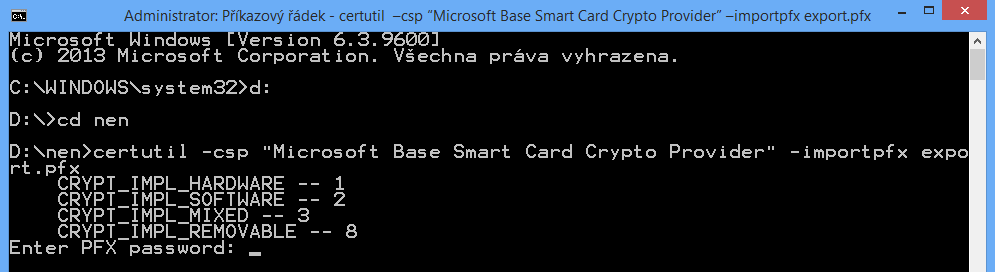 Administrator: Příkazový řádek - certutil –csp “Microsoft Base Smart Card Crypto Provider” –importpfx export.pfx
Microsoft Windows [Version 6.3.9600]
(c) 2013 Microsoft Corporation. Všechna práva vyhrazena.
C:\WINDOWS\system32>d:
D:\>cd nen
D:\nen>certutil -csp "Microsoft Base Smart Card Crypto Provider" -importpfx expo
rt.pfx
CRYPT_IMPL_HARDWARE -- 1
CRYPT_IMPL_SOFTWARE -- 2
CRYPT_IMPL_MIXED -- 3
CRYPT_IMPL_REMOVABLE -- 8
Enter PFX password: _